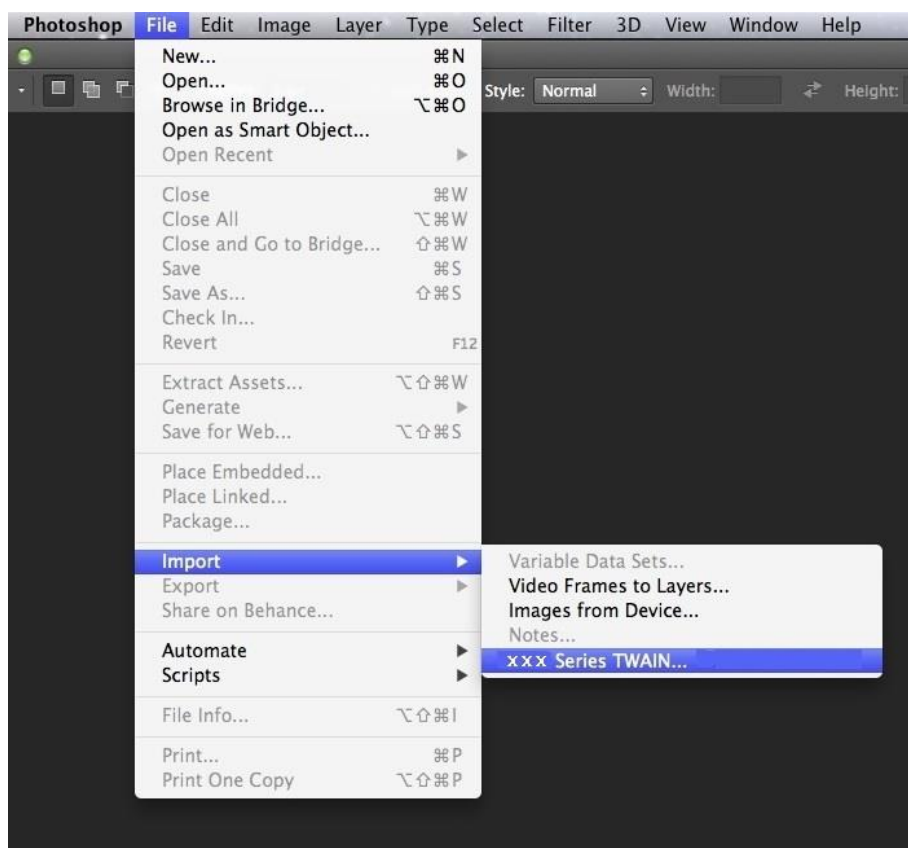 Photoshop File Edit Image Layer Type Select Filter 3D View Window Help
Style: Normal Width: Height:
New... ⌘N
Open... ⌘O
Browse in Bridge... ⌥⌘O
Open as Smart Object...
Open Recent ▶
Close ⌘W
Close All ⌥⌘W
Close and Go to Bridge... ⇧⌘W
Save ⌘S
Save As... ⇧⌘S
Check In...
Revert F12
Extract Assets... ⌥⇧⌘W
Generate ▶
Save for Web... ⌥⇧⌘S
Place Embedded...
Place Linked...
Package...
Import ▶
Export ▶
Share on Behance...
Automate ▶
Scripts ▶
File Info... ⌥⇧⌘I
Print... ⌘P
Print One Copy ⌥⇧⌘P
Variable Data Sets...
Video Frames to Layers...
Images from Device...
Notes...
xxx Series TWAIN...